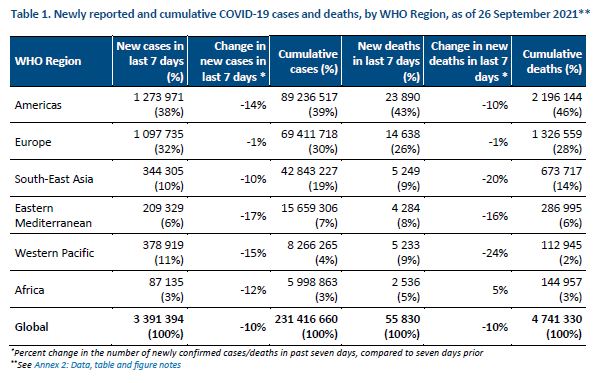 Table 1. Newly reported and cumulative COVID-19 cases and deaths, by WHO Region, as of 26 September 2021**
WHO Region
New cases in last 7 days (%)
Change in new cases in last 7 days *
Cumulative cases (%)
New deaths in last 7 days (%)
Change in new deaths in last 7 days *
Cumulative deaths (%)
Americas
1 273 971 (38%)
-14%
89 236 517 (39%)
23 890 (43%)
-10%
2 196 144 (46%)
Europe
1 097 735 (32%)
-1%
69 411 718 (30%)
14 638 (26%)
-1%
1 326 559 (28%)
South-East Asia
344 305 (10%)
-10%
42 843 227 (19%)
5 249 (9%)
-20%
673 717 (14%)
Eastern Mediterranean
209 329 (6%)
-17%
15 659 306 (7%)
4 284 (8%)
-16%
286 995 (6%)
Western Pacific
378 919 (11%)
-15%
8 266 265 (4%)
5 233 (9%)
-24%
112 945 (2%)
Africa
87 135 (3%)
-12%
5 998 863 (3%)
2 536 (5%)
5%
144 957 (3%)
Global
3 391 394 (100%)
-10%
231 416 660 (100%)
55 830 (100%)
-10%
4 741 330 (100%)
*Percent change in the number of newly confirmed cases/deaths in past seven days, compared to seven days prior
**See Annex 2: Data, table and figure notes